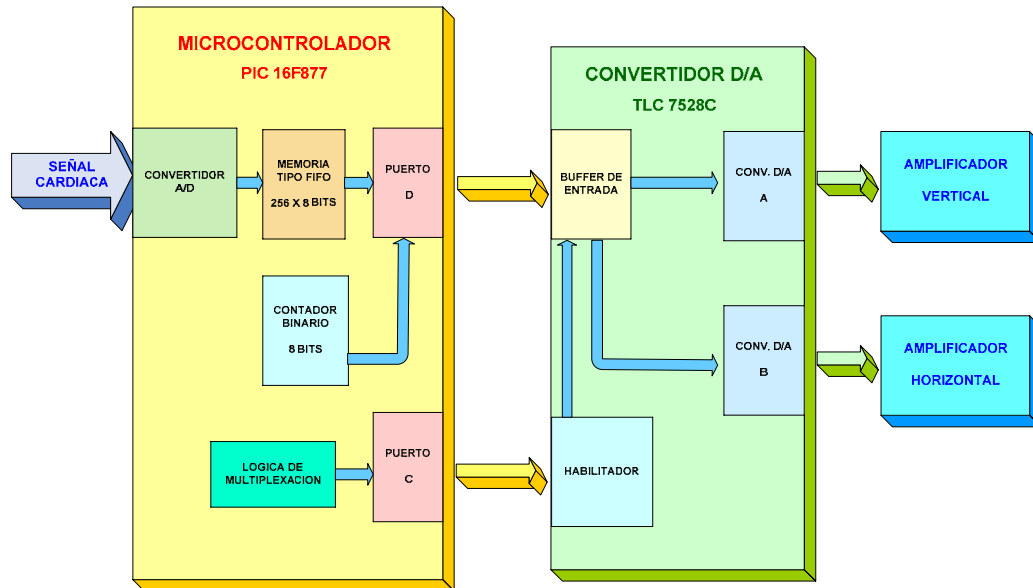 MICROCONTROLADOR
PIC 16F877
SEÑAL
CARDIACA
CONVERTIDOR
A/D
MEMORIA
TIPO FIFO
256 X 8 BITS
PUERTO
D
CONTADOR
BINARIO
8 BITS
LOGICA DE
MULTIPLEXACION
PUERTO
C
CONVERTIDOR D/A
TLC 7528C
BUFFER DE
ENTRADA
CONV. D/A
A
CONV. D/A
B
HABILITADOR
AMPLIFICADOR
VERTICAL
AMPLIFICADOR
HORIZONTAL